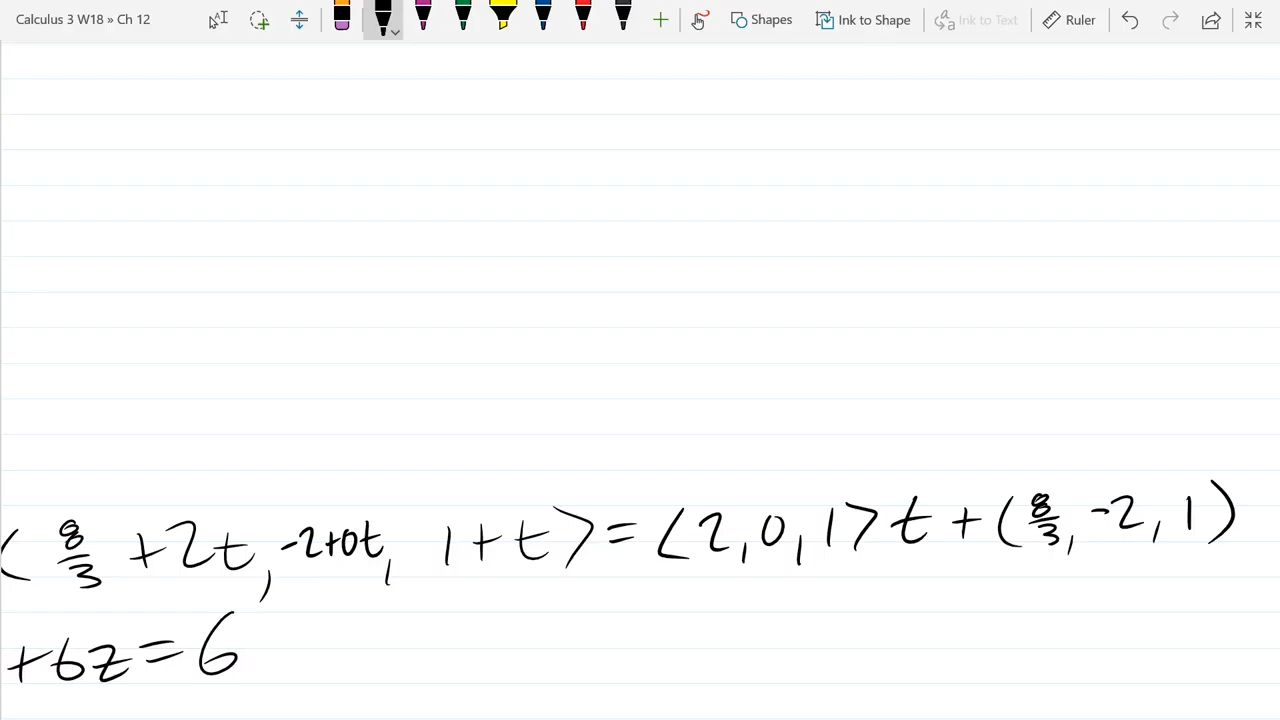 Calculus 3 W18 » Ch 12
Shapes
Ink to Shape
Ink to Text
Ruler
( 8/3 + 2t, -2+0t, 1+t > = <2, 0, 1> t + (8/3, -2, 1)
+6z = 6